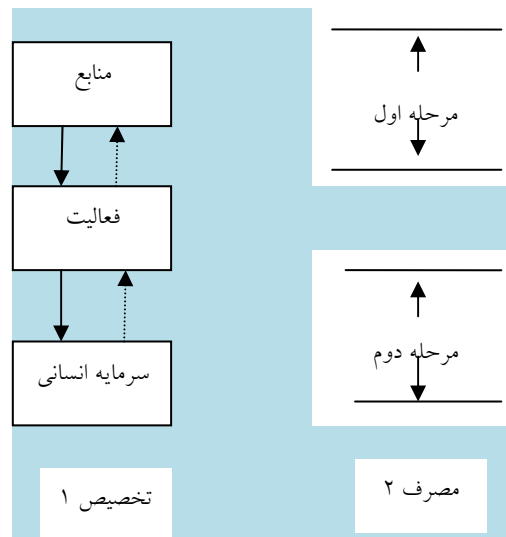 منابع
مرحله اول
فعالیت
مرحله دوم
سرمایه انسانی
مصرف ۲
تخصیص ۱